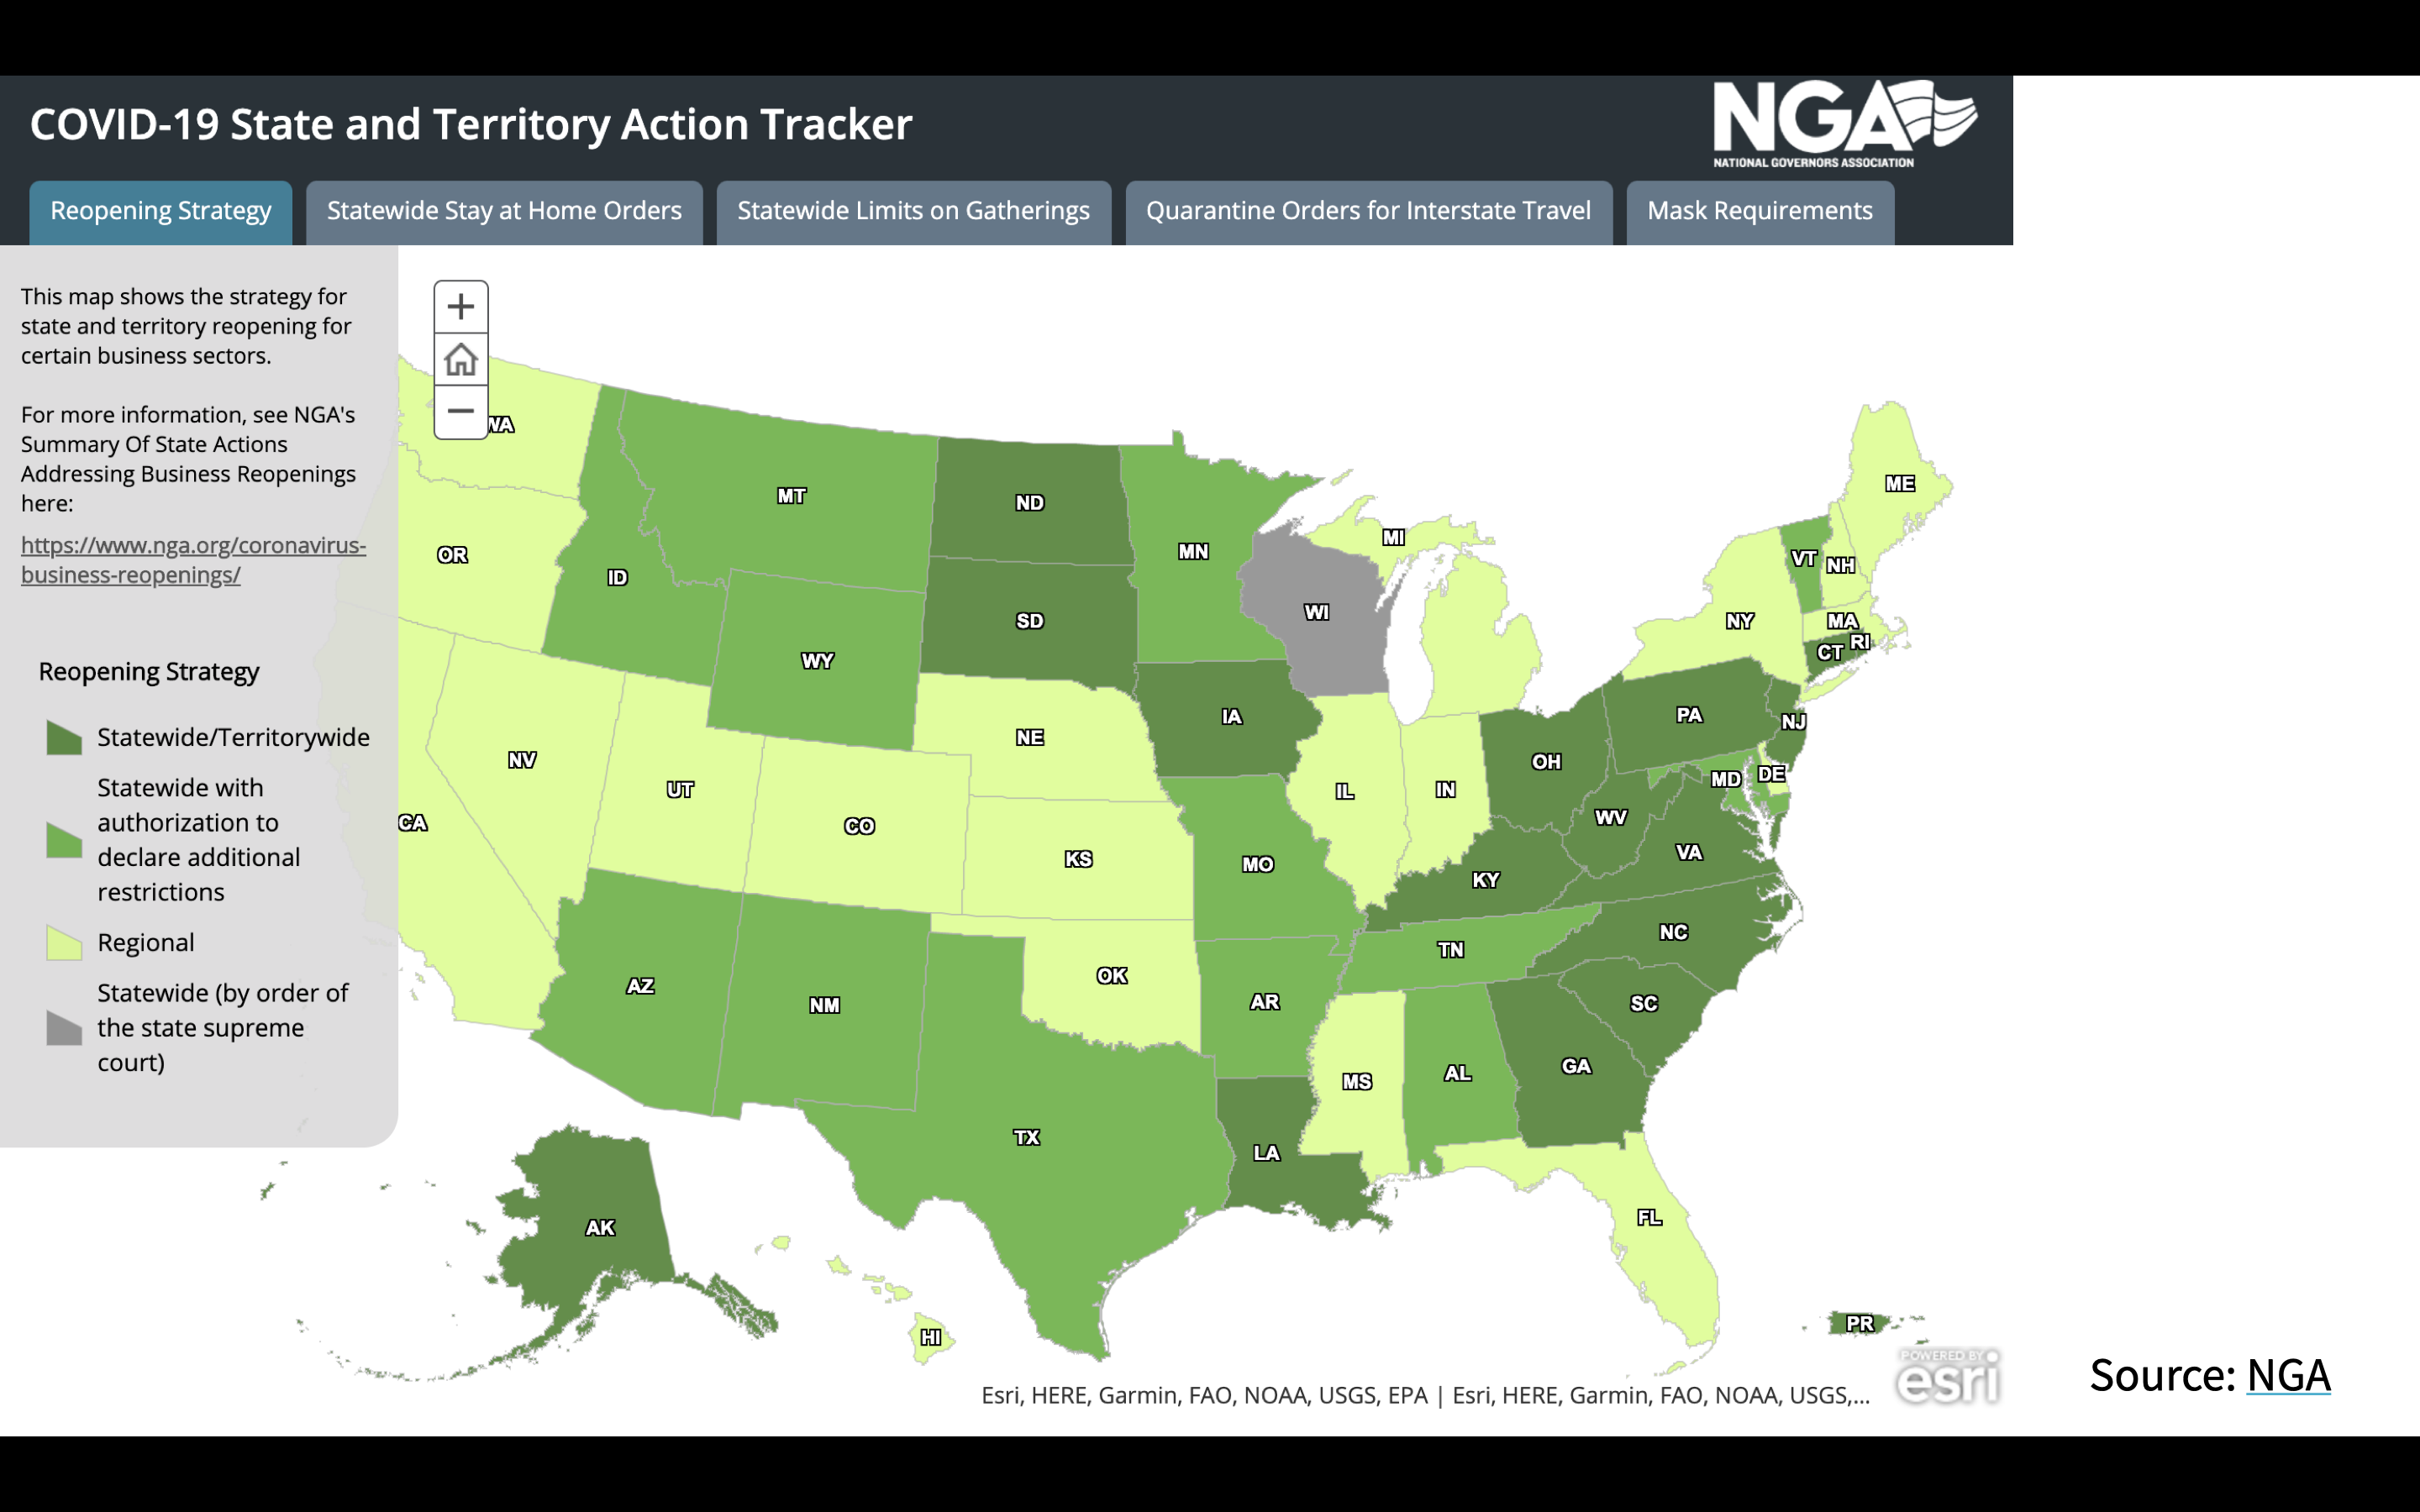 COVID-19 State and Territory Action Tracker
NGA
NATIONAL GOVERNORS ASSOCIATION
Reopening Strategy
Statewide Stay at Home Orders
Statewide Limits on Gatherings
Quarantine Orders for Interstate Travel
Mask Requirements
This map shows the strategy for
state and territory reopening for
certain business sectors.
For more information, see NGA's
Summary Of State Actions
Addressing Business Reopenings
here:
https://www.nga.org/coronavirus-
business-reopenings/
Reopening Strategy
Statewide/Territorywide
Statewide with
authorization to
declare additional
restrictions
Regional
Statewide (by order of
the state supreme
court)
+
−
WA
OR
CA
NV
ID
MT
WY
UT
CO
AZ
NM
ND
SD
NE
KS
OK
TX
MN
IA
MO
AR
LA
WI
IL
MI
IN
OH
KY
TN
MS
AL
GA
FL
SC
NC
VA
WV
PA
NY
VT
NH
ME
MA
RI
CT
NJ
DE
MD
AK
HI
PR
Esri, HERE, Garmin, FAO, NOAA, USGS, EPA | Esri, HERE, Garmin, FAO, NOAA, USGS,...
POWERED BY
esri
Source: NGA